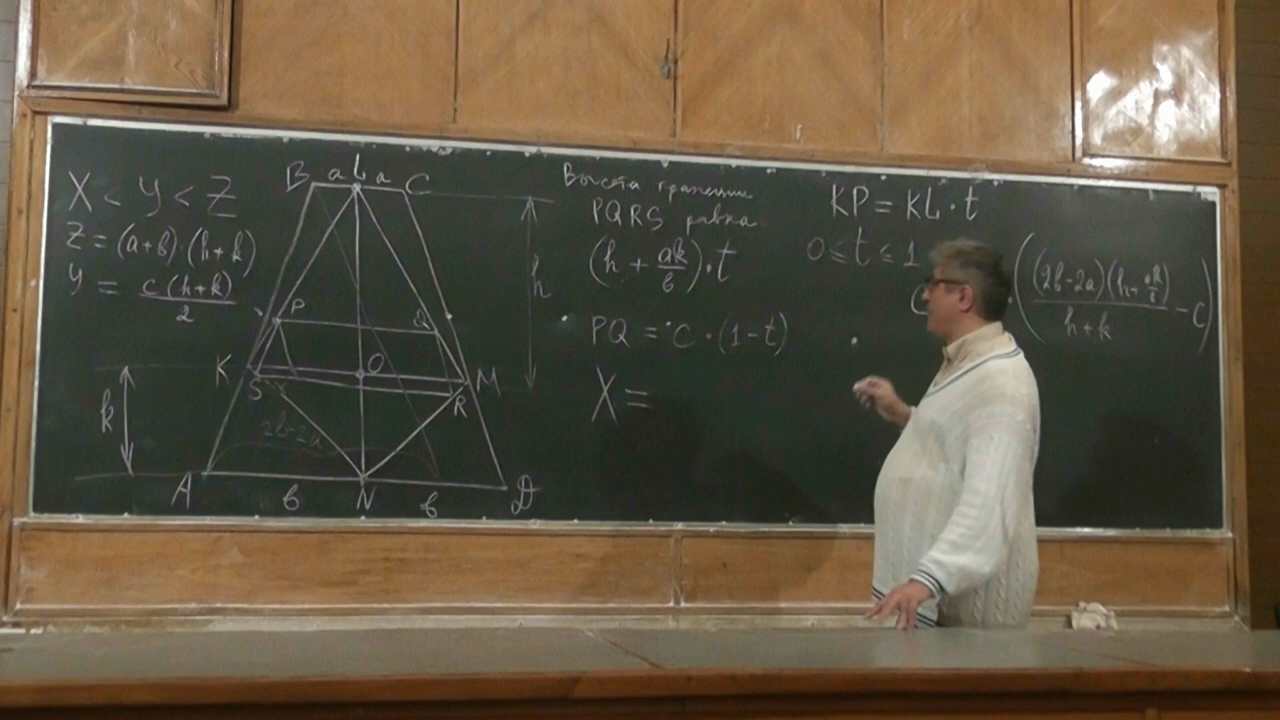 X < Y < Z
Z = (a+b)·(h+k)
Y = c(h+k)/2
B a L a C
h
P Q
K O M
S R
k
2b-2a
A b N b D
Высота трапеции
PQRS равна
(h + ak/b)·t
PQ = c·(1-t)
X =
KP = KL·t
0 ≤ t ≤ 1
((2b-2a)(h+ak/b)/(h+k) - c)